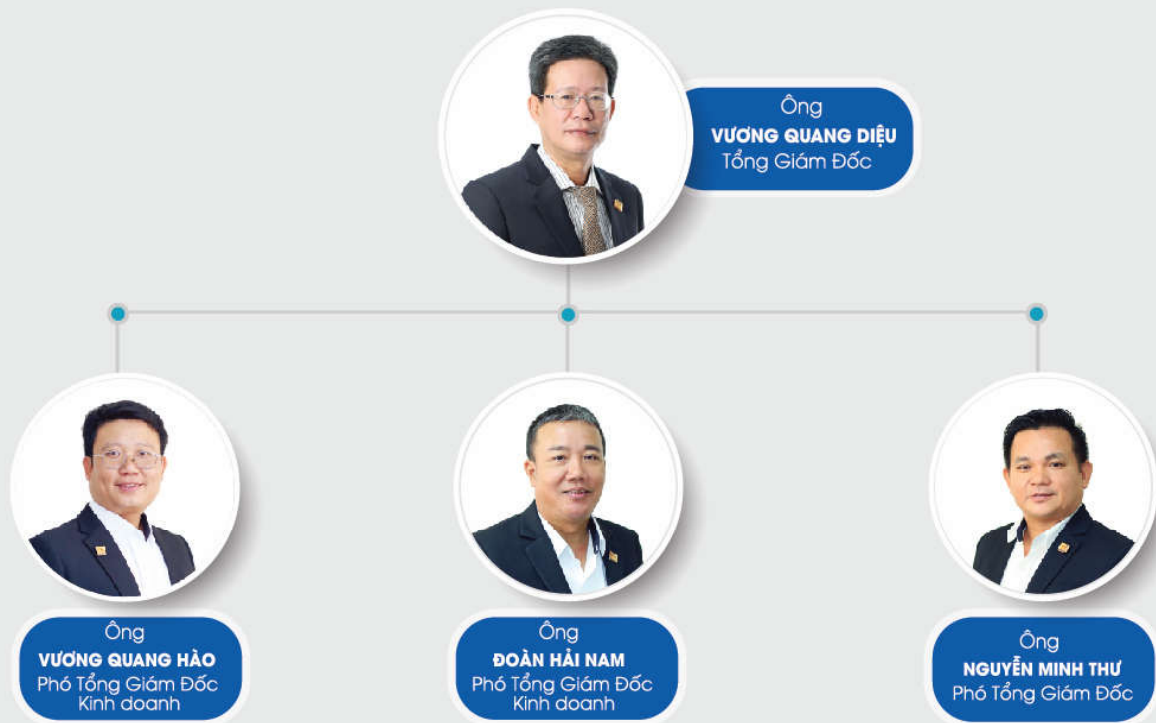 Ông
VƯƠNG QUANG DIỆU
Tổng Giám Đốc
Ông
VƯƠNG QUANG HÀO
Phó Tổng Giám Đốc
Kinh doanh
Ông
ĐOÀN HẢI NAM
Phó Tổng Giám Đốc
Kinh doanh
Ông
NGUYỄN MINH THƯ
Phó Tổng Giám Đốc